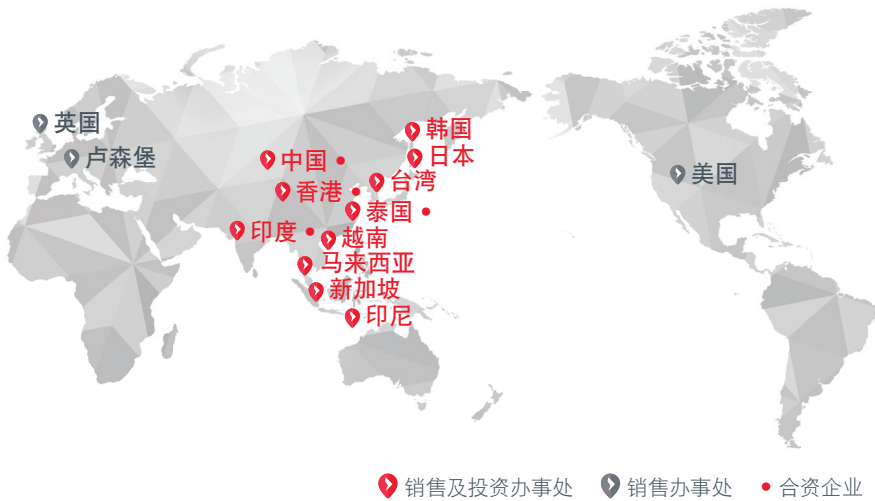 英国
卢森堡
韩国
日本
中国
台湾
香港
泰国
印度
越南
马来西亚
新加坡
印尼
美国
销售及投资办事处 销售办事处 合资企业